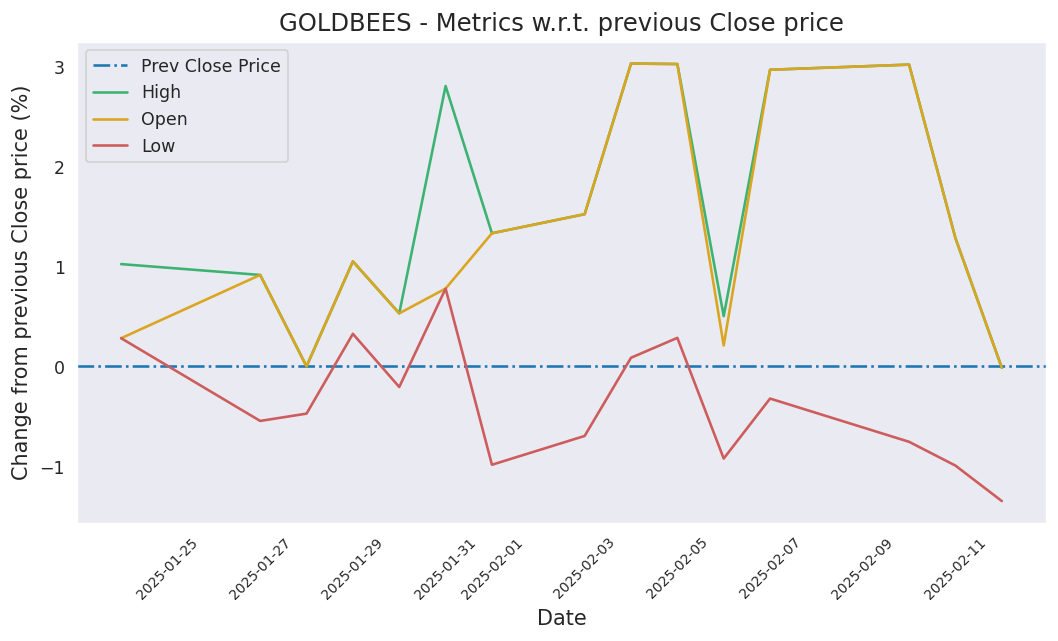 GOLDBEES - Metrics w.r.t. previous Close price
Prev Close Price
High
Open
Low
Change from previous Close price (%)
3
2
1
0
−1
2025-01-25
2025-01-27
2025-01-29
2025-01-31
2025-02-01
2025-02-03
2025-02-05
2025-02-07
2025-02-09
2025-02-11
Date